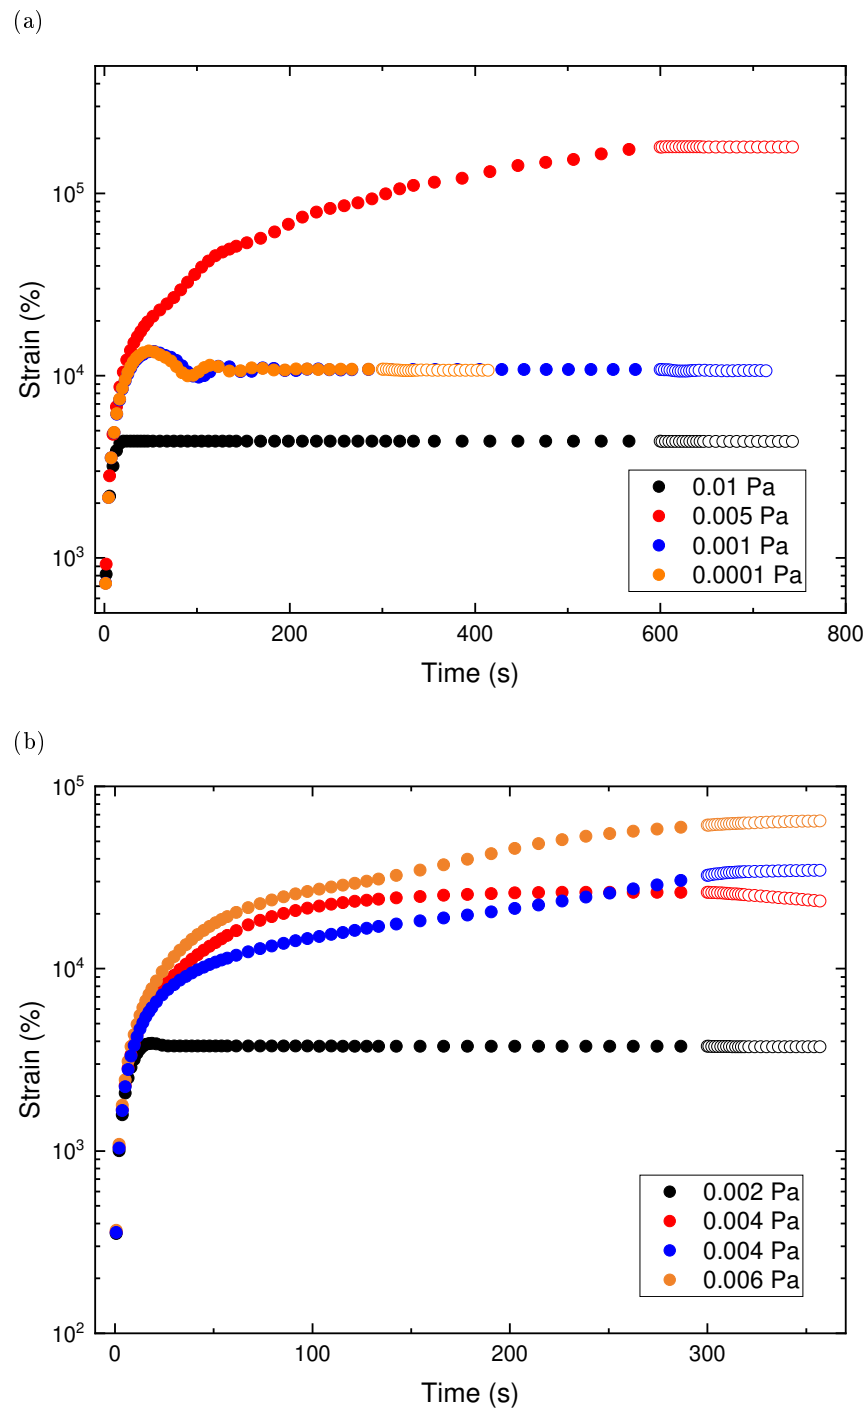 (a)
Strain (%)
10^5
10^4
10^3
0.01 Pa
0.005 Pa
0.001 Pa
0.0001 Pa
0 200 400 600 800
Time (s)
(b)
Strain (%)
10^5
10^4
10^3
10^2
0.002 Pa
0.004 Pa
0.004 Pa
0.006 Pa
0 100 200 300
Time (s)